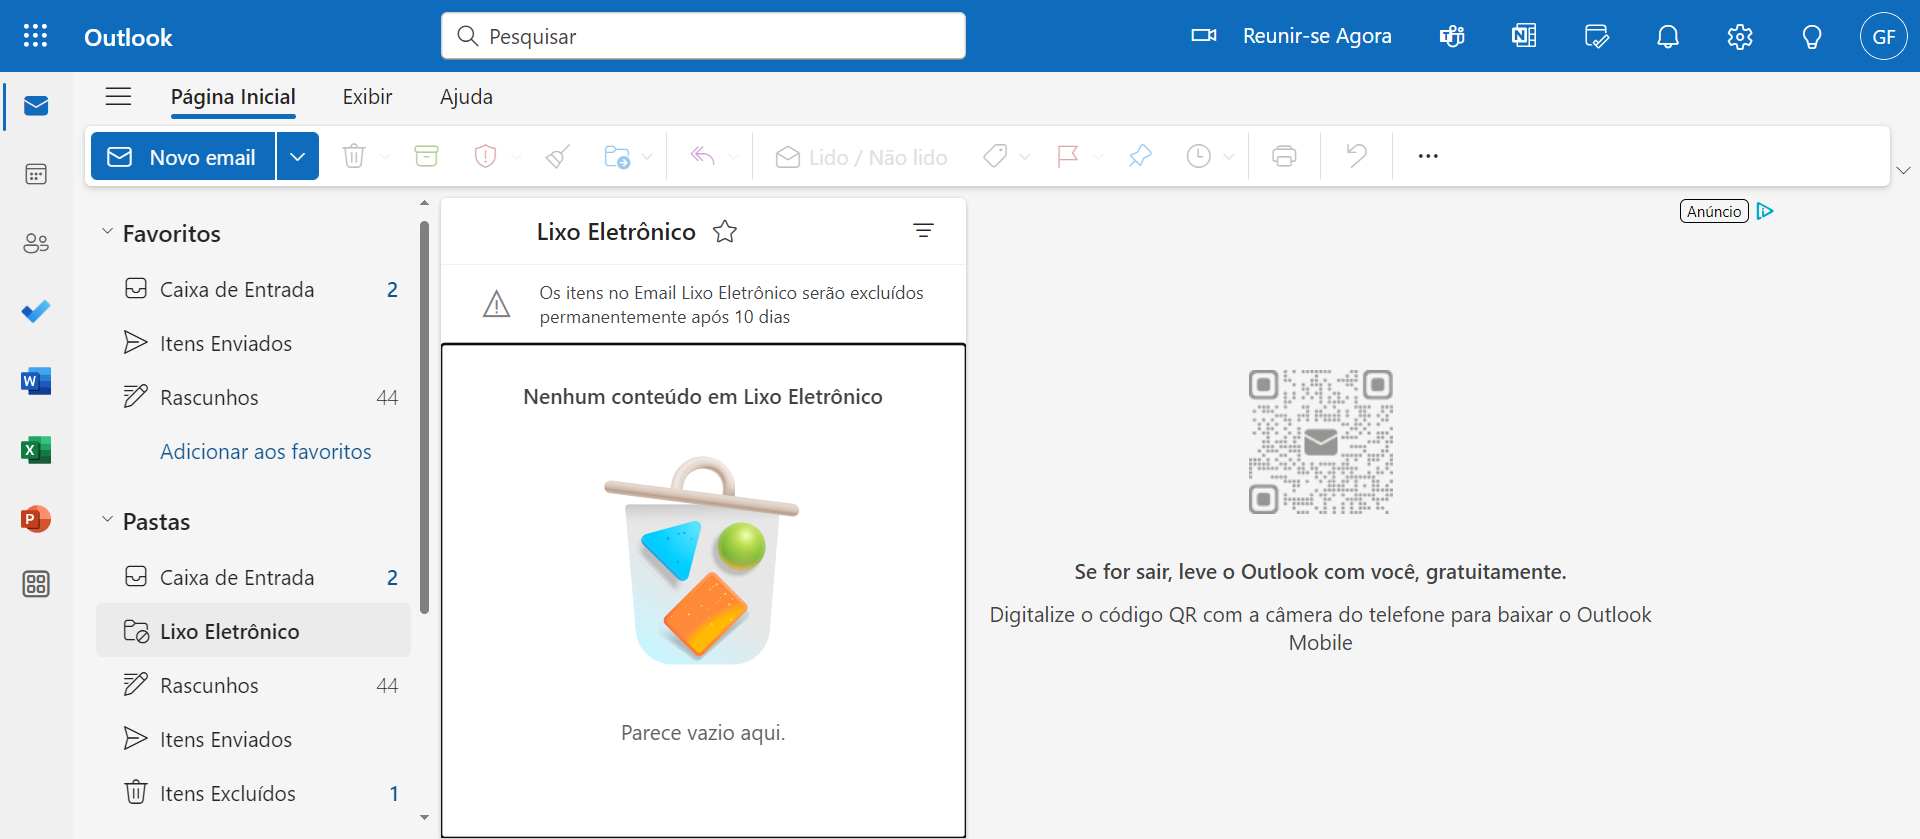 Outlook
Pesquisar
Reunir-se Agora
GF
Página Inicial
Exibir
Ajuda
Novo email
Lido / Não lido
Favoritos
Caixa de Entrada 2
Itens Enviados
Rascunhos 44
Adicionar aos favoritos
Pastas
Caixa de Entrada 2
Lixo Eletrônico
Rascunhos 44
Itens Enviados
Itens Excluídos 1
Lixo Eletrônico
Os itens no Email Lixo Eletrônico serão excluídos
permanentemente após 10 dias
Nenhum conteúdo em Lixo Eletrônico
Parece vazio aqui.
Anúncio
Se for sair, leve o Outlook com você, gratuitamente.
Digitalize o código QR com a câmera do telefone para baixar o Outlook
Mobile